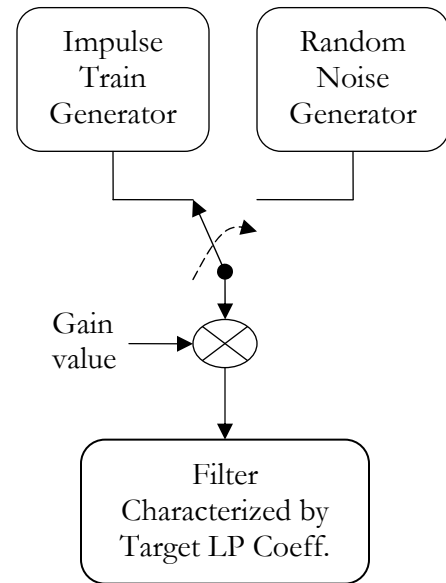 Impulse
Train
Generator
Random
Noise
Generator
Gain
value
Filter
Characterized by
Target LP Coeff.